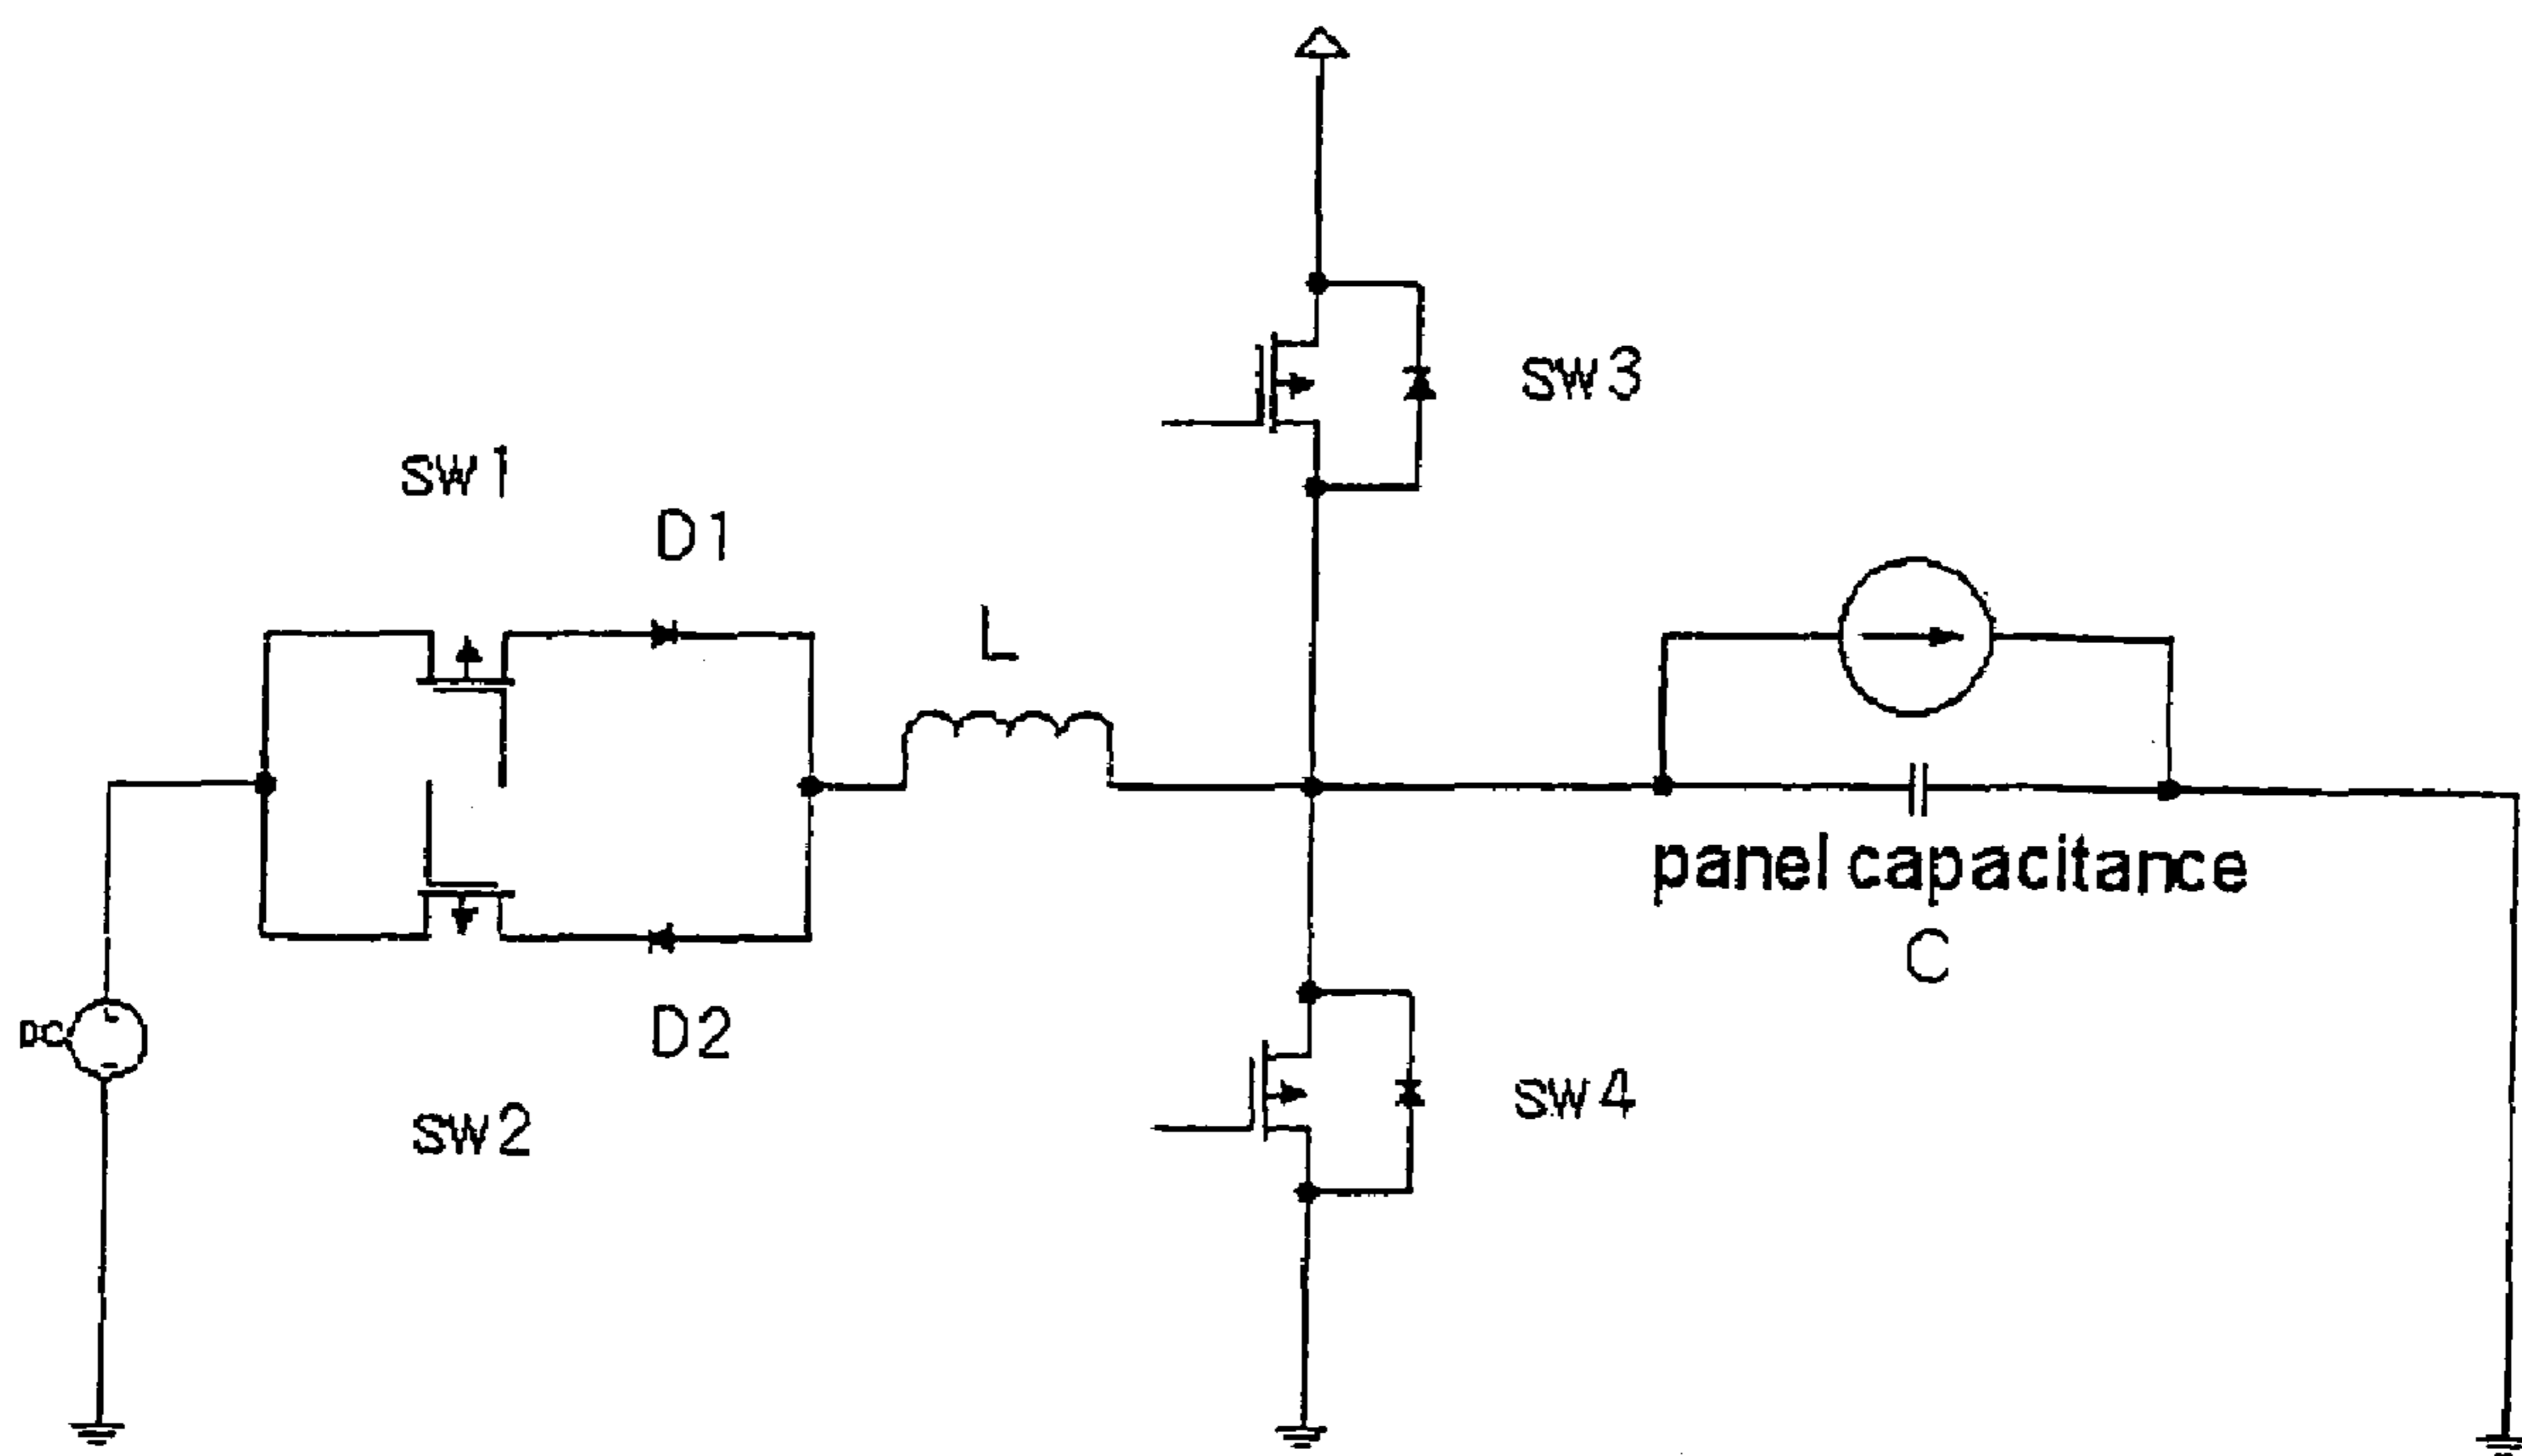 SW3
SW1
D1
L
panel capacitance
C
DC
D2
SW4
SW2